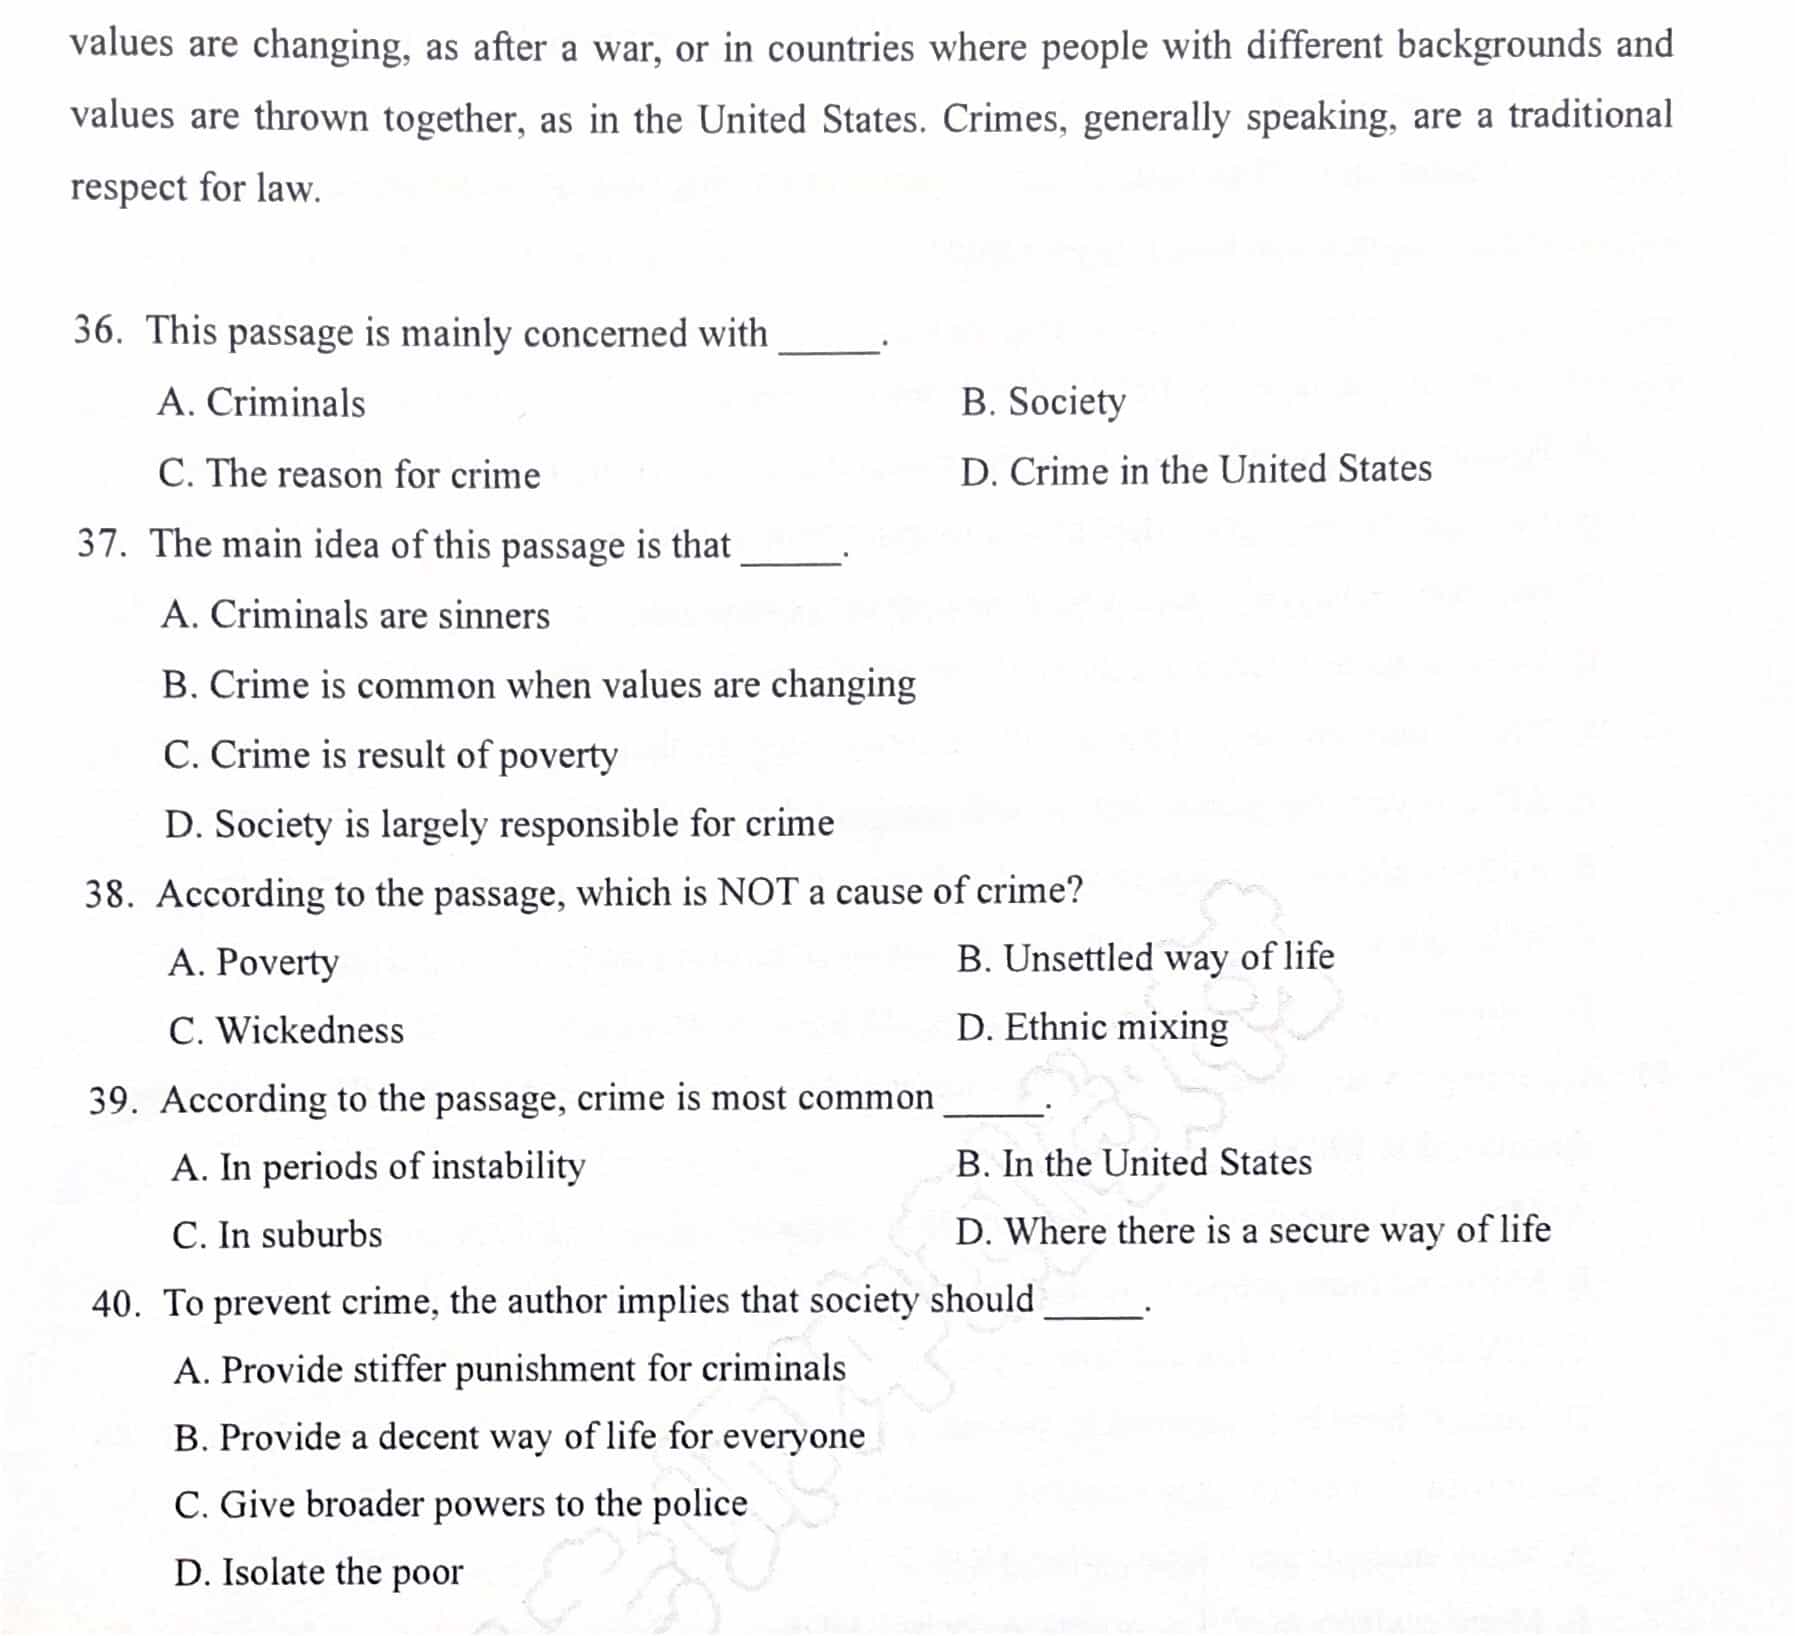 values are changing, as after a war, or in countries where people with different backgrounds and
values are thrown together, as in the United States. Crimes, generally speaking, are a traditional
respect for law.
36. This passage is mainly concerned with _____.
A. Criminals B. Society
C. The reason for crime D. Crime in the United States
37. The main idea of this passage is that _____.
A. Criminals are sinners
B. Crime is common when values are changing
C. Crime is result of poverty
D. Society is largely responsible for crime
38. According to the passage, which is NOT a cause of crime?
A. Poverty B. Unsettled way of life
C. Wickedness D. Ethnic mixing
39. According to the passage, crime is most common _____.
A. In periods of instability B. In the United States
C. In suburbs D. Where there is a secure way of life
40. To prevent crime, the author implies that society should _____.
A. Provide stiffer punishment for criminals
B. Provide a decent way of life for everyone
C. Give broader powers to the police
D. Isolate the poor